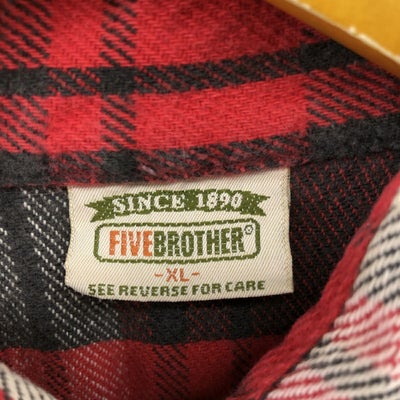 SINCE 1890
FIVEBROTHER®
-XL-
SEE REVERSE FOR CARE